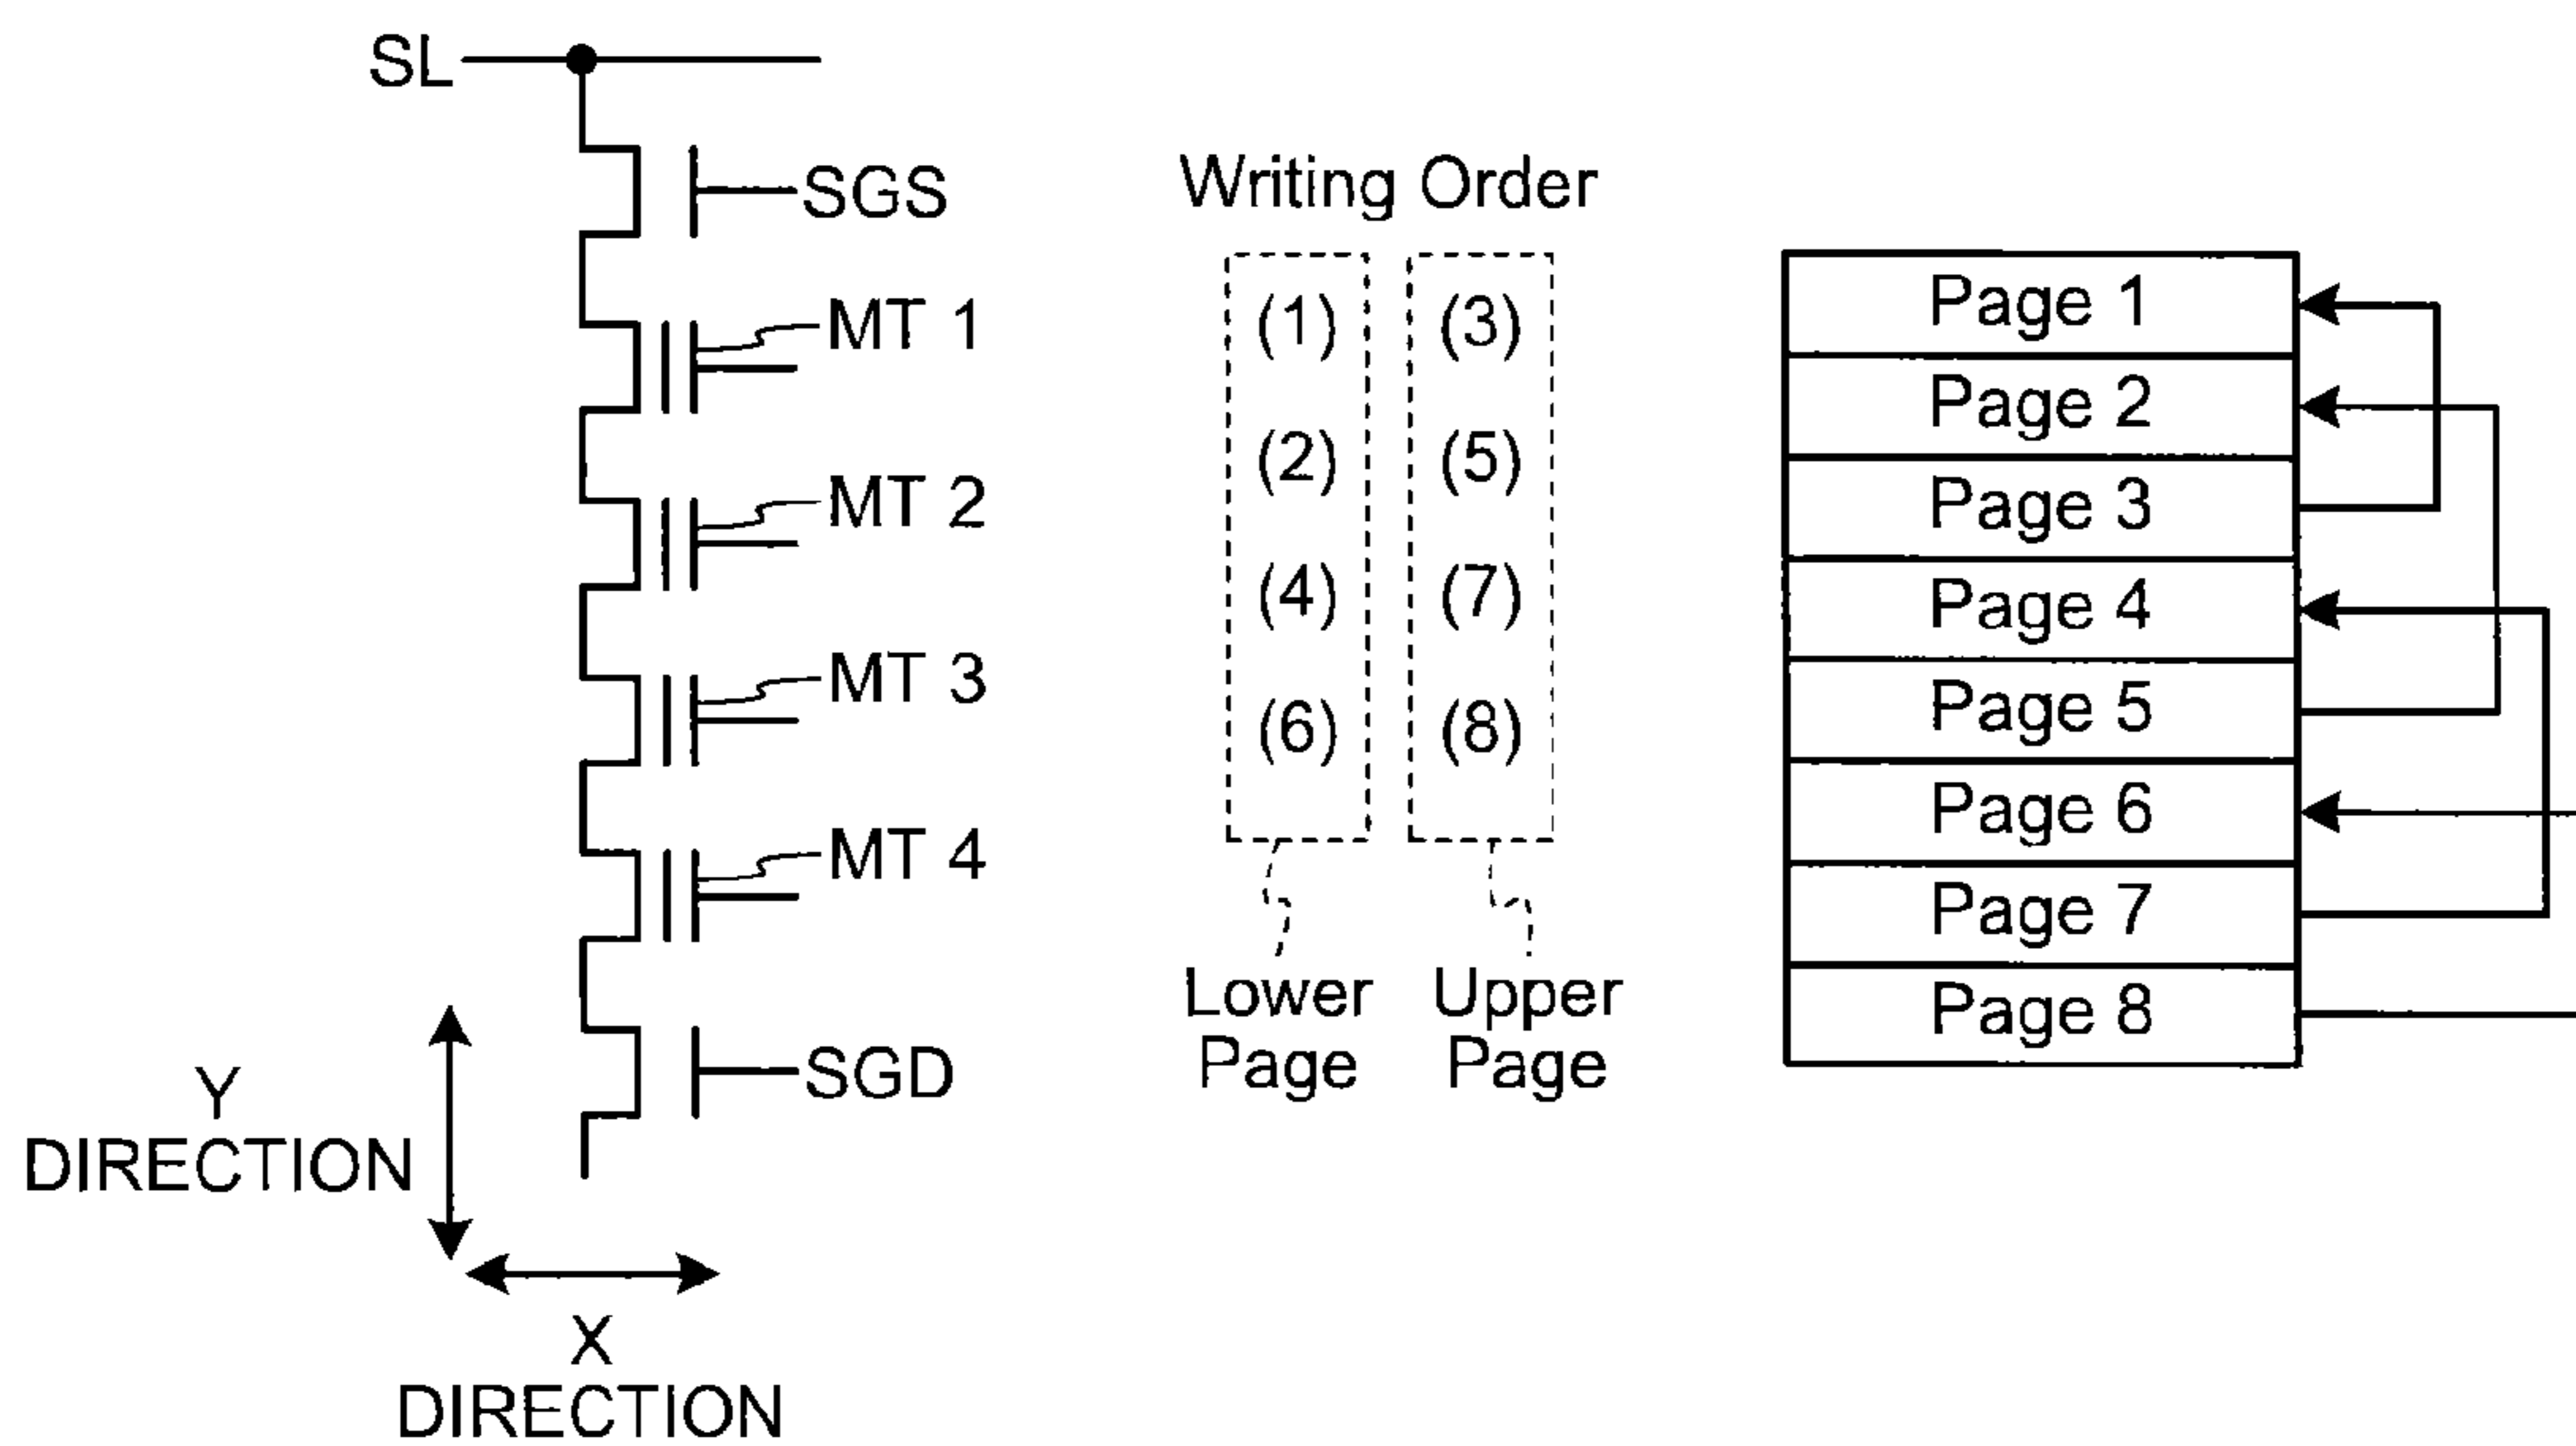 SL
SGS
MT 1
MT 2
MT 3
MT 4
SGD
Y
DIRECTION
X
DIRECTION
Writing Order
(1) (3)
(2) (5)
(4) (7)
(6) (8)
Lower
Page
Upper
Page
Page 1
Page 2
Page 3
Page 4
Page 5
Page 6
Page 7
Page 8